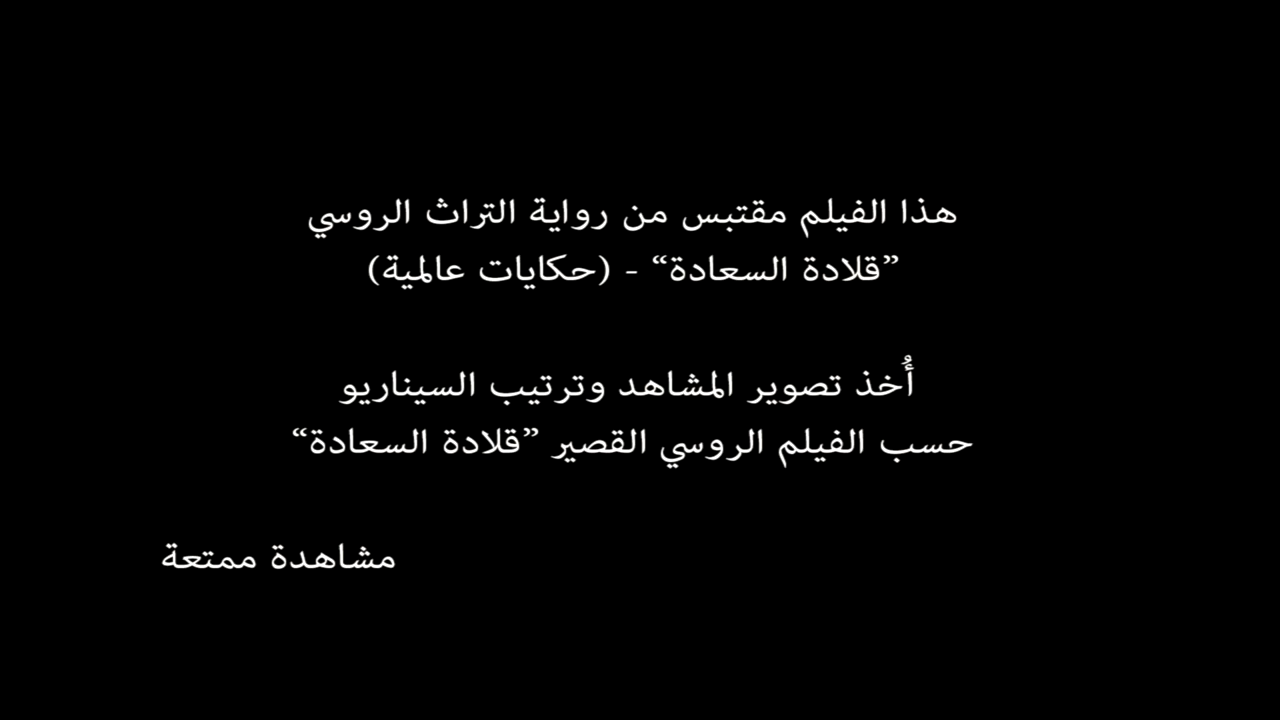 هذا الفيلم مقتبس من رواية التراث الروسي
”قلادة السعادة“ - (حكايات عالمية)
أُخذ تصوير المشاهد وترتيب السيناريو
حسب الفيلم الروسي القصير ”قلادة السعادة“
مشاهدة ممتعة